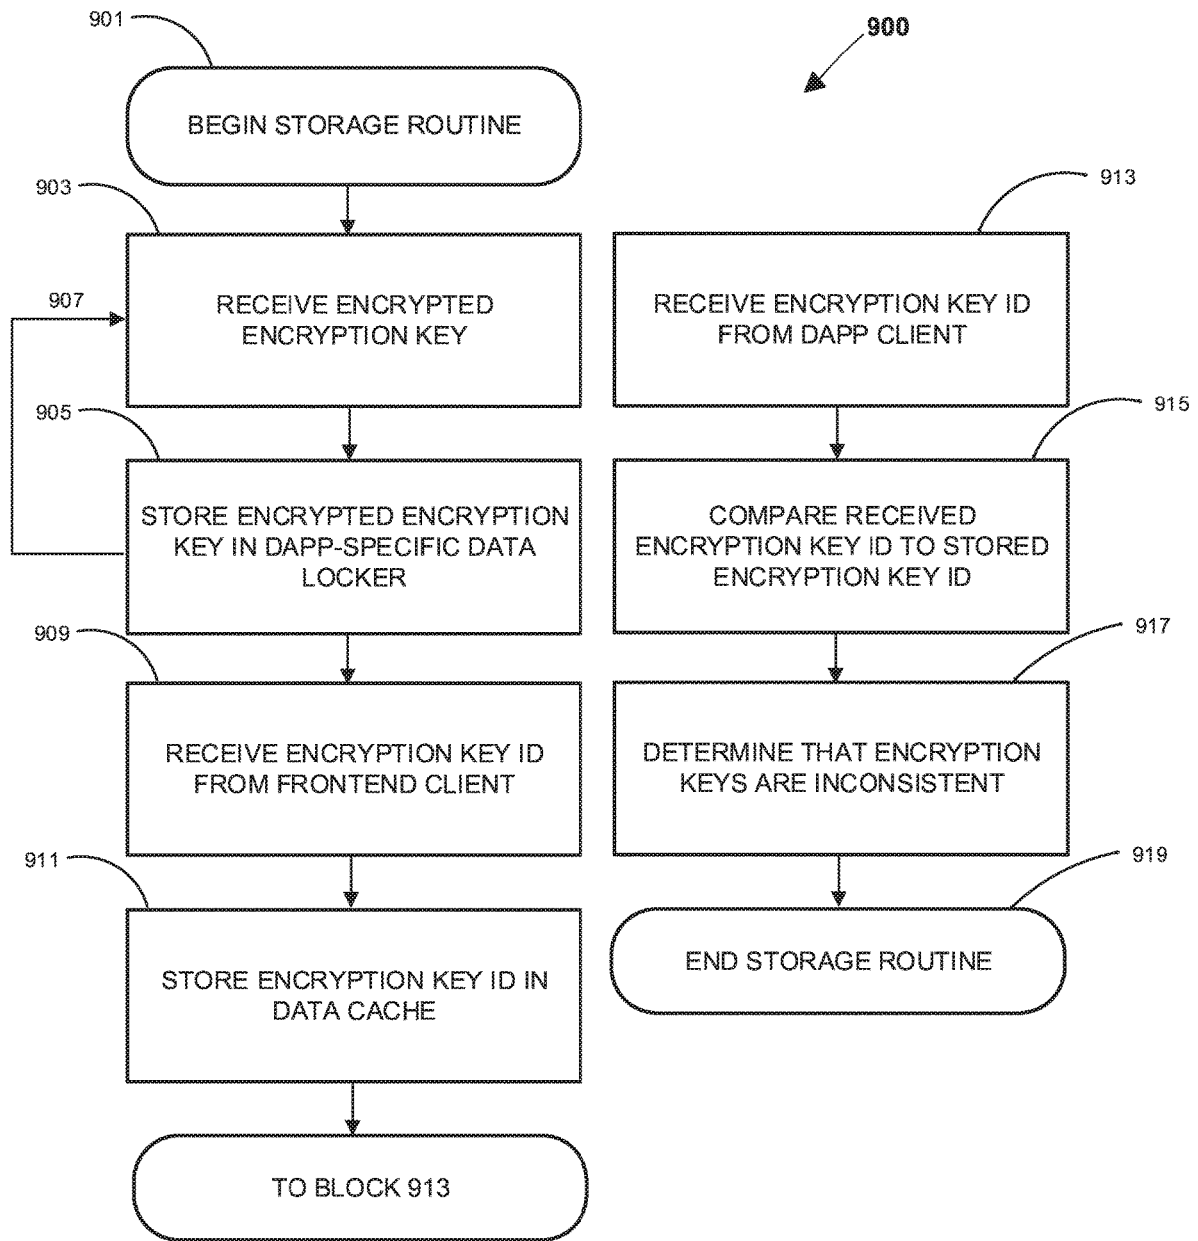 900
901
BEGIN STORAGE ROUTINE
903
RECEIVE ENCRYPTED
ENCRYPTION KEY
907
905
STORE ENCRYPTED ENCRYPTION
KEY IN DAPP-SPECIFIC DATA
LOCKER
909
RECEIVE ENCRYPTION KEY ID
FROM FRONTEND CLIENT
911
STORE ENCRYPTION KEY ID IN
DATA CACHE
TO BLOCK 913
913
RECEIVE ENCRYPTION KEY ID
FROM DAPP CLIENT
915
COMPARE RECEIVED
ENCRYPTION KEY ID TO STORED
ENCRYPTION KEY ID
917
DETERMINE THAT ENCRYPTION
KEYS ARE INCONSISTENT
919
END STORAGE ROUTINE